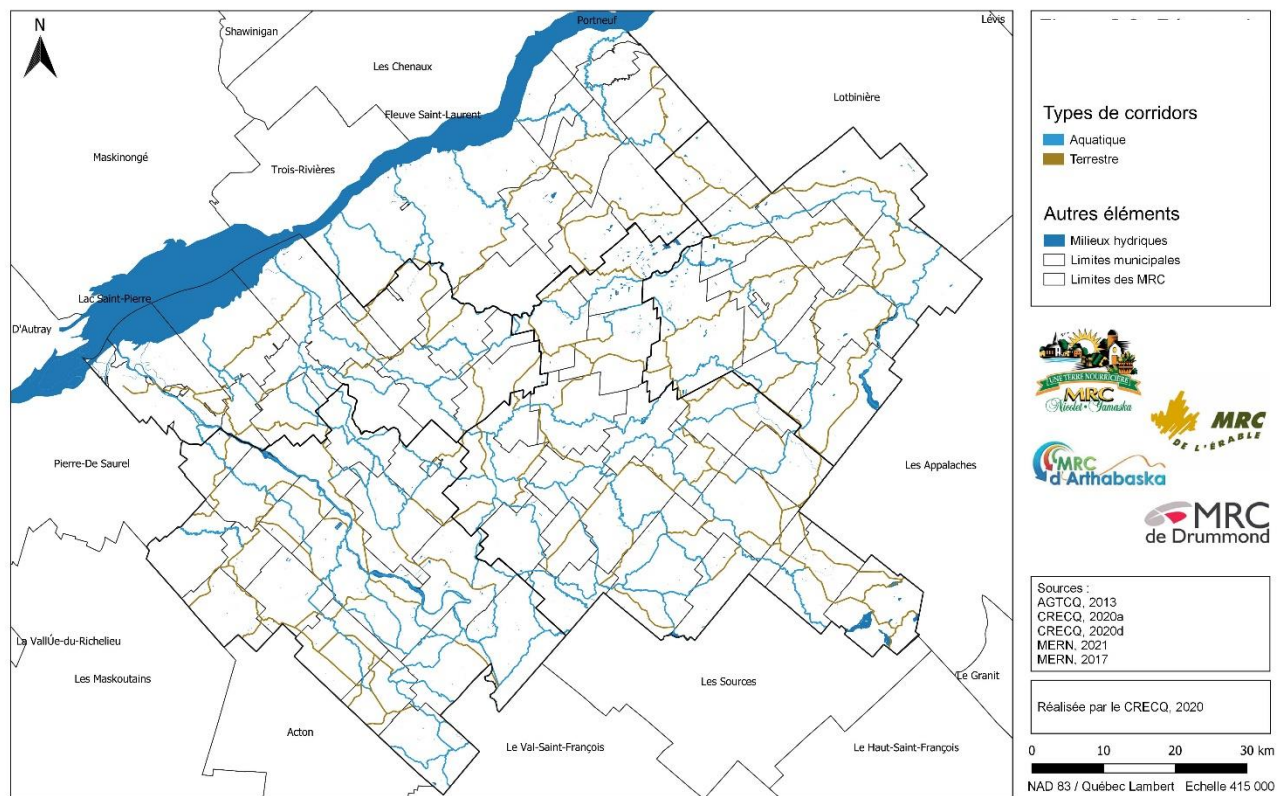 N
Shawinigan
Portneuf
Lévis
Les Chenaux
Lotbinière
Fleuve Saint-Laurent
Maskinongé
Trois-Rivières
Lac Saint-Pierre
D'Autray
Pierre-De Saurel
Les Appalaches
La VallÚe-du-Richelieu
Les Maskoutains
Les Sources
Le Granit
Acton
Le Val-Saint-François
Le Haut-Saint-François
Types de corridors
Aquatique
Terrestre
Autres éléments
Milieux hydriques
Limites municipales
Limites des MRC
UNE TERRE NOURRICIÈRE
MRC
Nicolet-Yamaska
MRC
DE L'ÉRABLE
MRC
d'Arthabaska
MRC
de Drummond
Sources :
AGTCQ, 2013
CRECQ, 2020a
CRECQ, 2020d
MERN, 2021
MERN, 2017
Réalisée par le CRECQ, 2020
0 10 20 30 km
NAD 83 / Québec Lambert Echelle 415 000